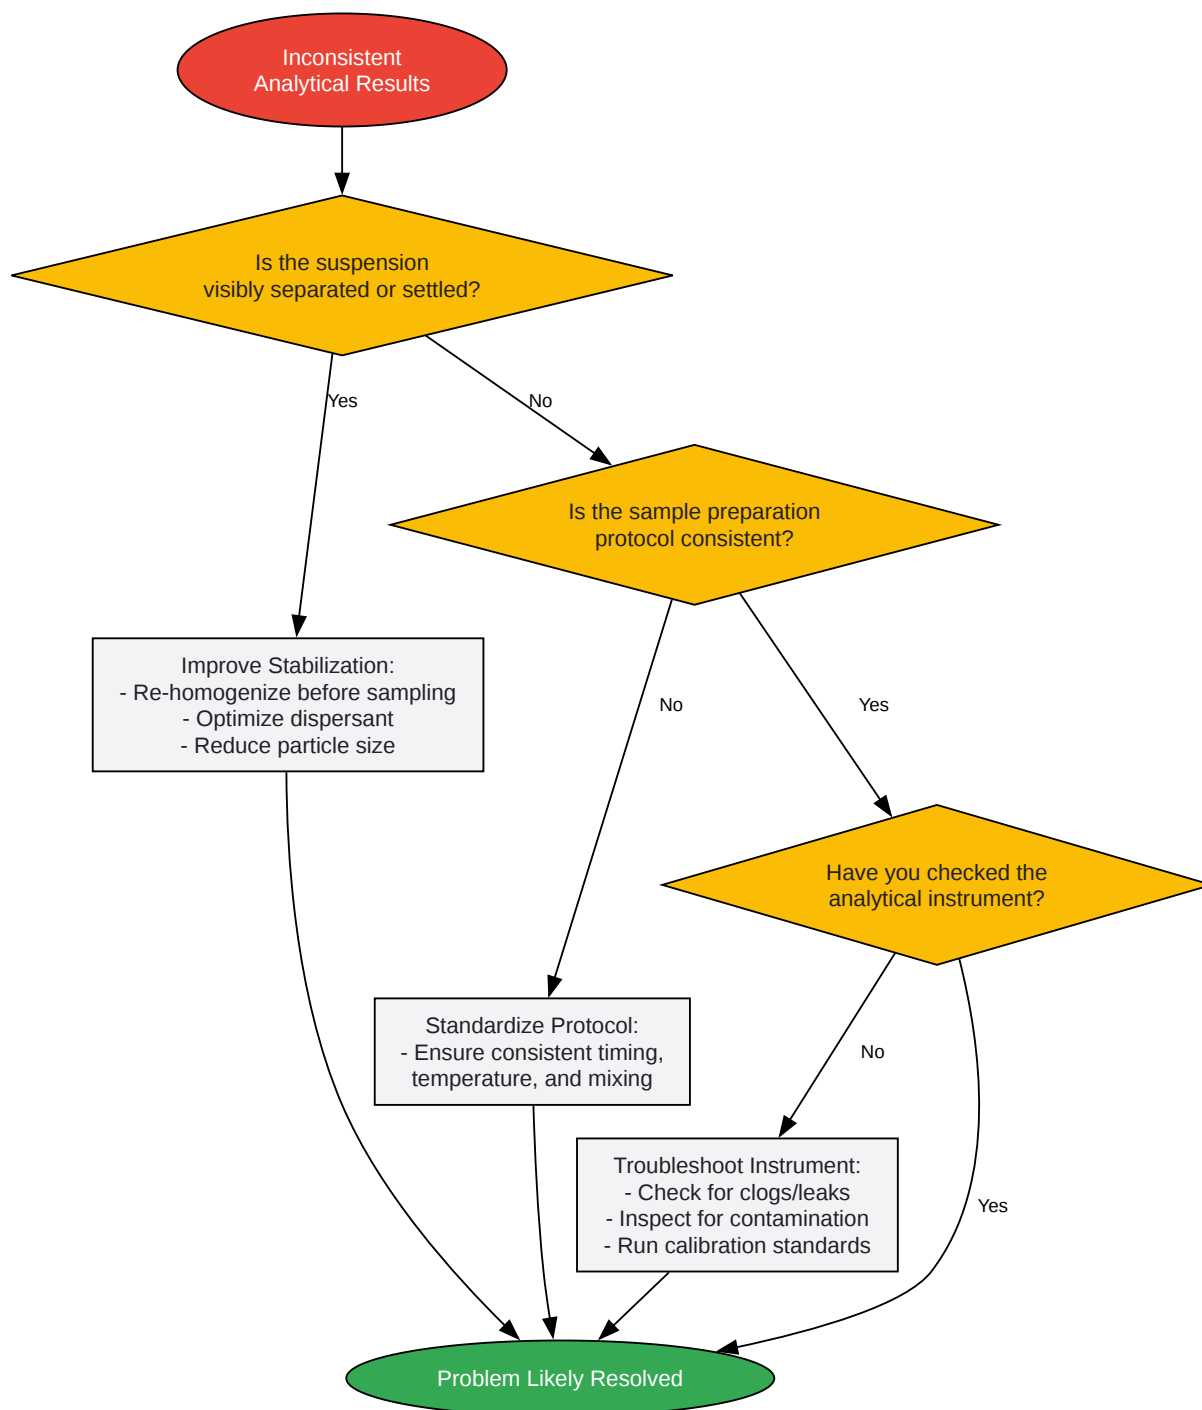 Inconsistent
Analytical Results
Is the suspension
visibly separated or settled?
Yes
No
Is the sample preparation
protocol consistent?
Improve Stabilization:
- Re-homogenize before sampling
- Optimize dispersant
- Reduce particle size
No
Yes
Have you checked the
analytical instrument?
Standardize Protocol:
- Ensure consistent timing,
temperature, and mixing
No
Troubleshoot Instrument:
- Check for clogs/leaks
- Inspect for contamination
- Run calibration standards
Yes
Problem Likely Resolved